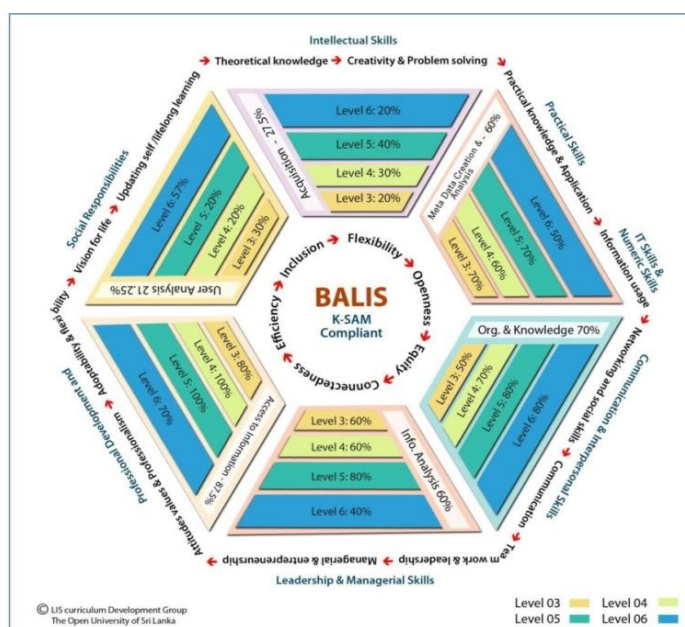 Intellectual Skills
Theoretical knowledge → Creativity & Problem solving
Practical knowledge & Application
Practical Skills
Information usage
IT Skills &
Numeric Skills
Networking and social skills
Communication
Communication & Interpersonal Skills
Team work & leadership
Managerial & entrepreneurship
Leadership & Managerial Skills
Attitudes values & Professionalism
Adoptability & flexibility
Professional Development and
Vision for life
Social Responsibilities
Updating self /lifelong learning
Acquisition - 27.5%
Level 6: 20%
Level 5: 40%
Level 4: 30%
Level 3: 20%
Meta Data Creation & - 60%
Analysis
Level 6: 50%
Level 5: 70%
Level 4: 60%
Level 3: 70%
Org. & Knowledge 70%
Level 3: 50%
Level 4: 70%
Level 5: 80%
Level 6: 80%
Info. Analysis 60%
Level 3: 60%
Level 4: 60%
Level 5: 80%
Level 6: 40%
Access to Information - 87.5%
Level 3: 80%
Level 4: 100%
Level 5: 100%
Level 6: 70%
User Analysis 21.25%
Level 6: 57%
Level 5: 20%
Level 4: 20%
Level 3: 30%
Inclusion → Flexibility
Openness
Equity
Connectedness
Efficiency
BALIS
K-SAM
Compliant
© LIS curriculum Development Group
The Open University of Sri Lanka
Level 03 Level 04
Level 05 Level 06